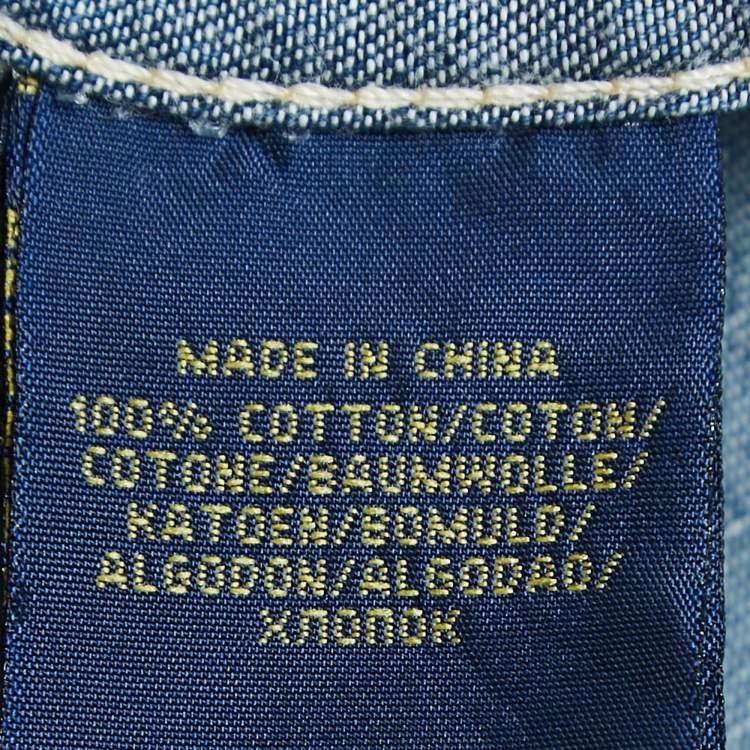 MADE IN CHINA
100% COTTON/COTON/
COTONE/BAUMWOLLE/
KATOEN/BOMULD/
ALGODON/ALGODAO/
ХЛОПОК